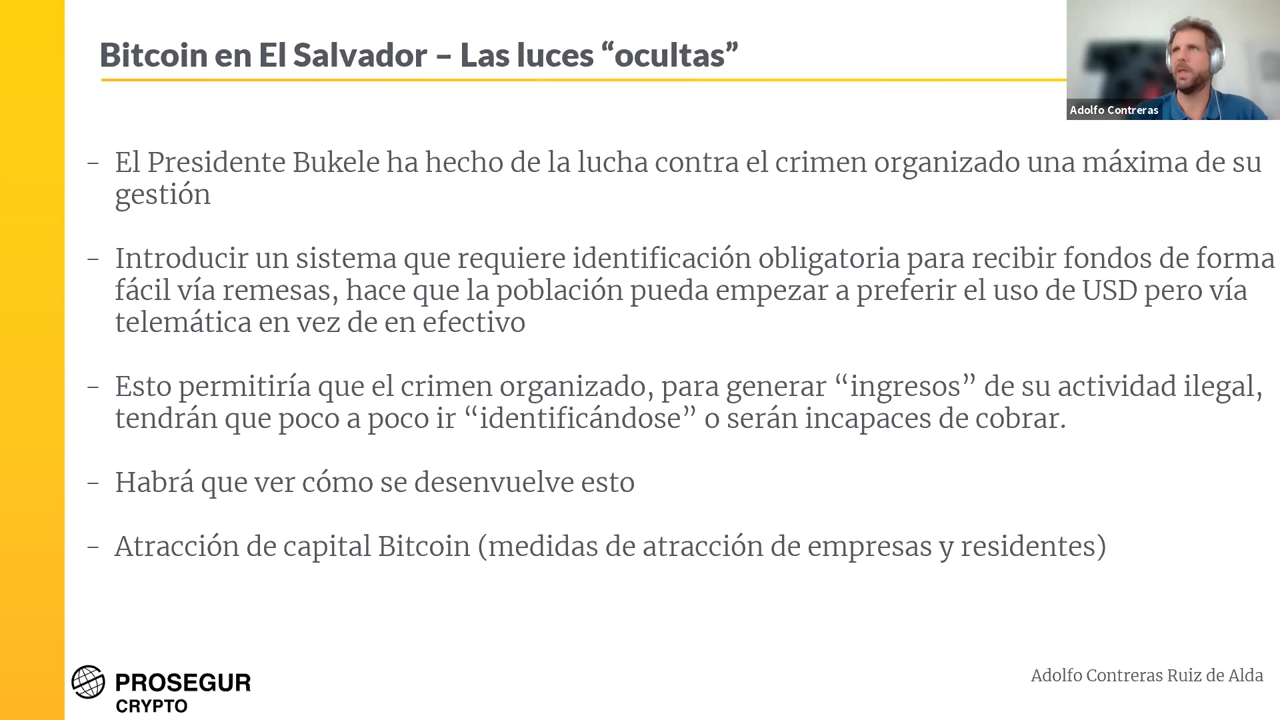 Bitcoin en El Salvador – Las luces “ocultas”
Adolfo Contreras
- El Presidente Bukele ha hecho de la lucha contra el crimen organizado una máxima de su
gestión
- Introducir un sistema que requiere identificación obligatoria para recibir fondos de forma
fácil vía remesas, hace que la población pueda empezar a preferir el uso de USD pero vía
telemática en vez de en efectivo
- Esto permitiría que el crimen organizado, para generar “ingresos” de su actividad ilegal,
tendrán que poco a poco ir “identificándose” o serán incapaces de cobrar.
- Habrá que ver cómo se desenvuelve esto
- Atracción de capital Bitcoin (medidas de atracción de empresas y residentes)
PROSEGUR
CRYPTO
Adolfo Contreras Ruiz de Alda